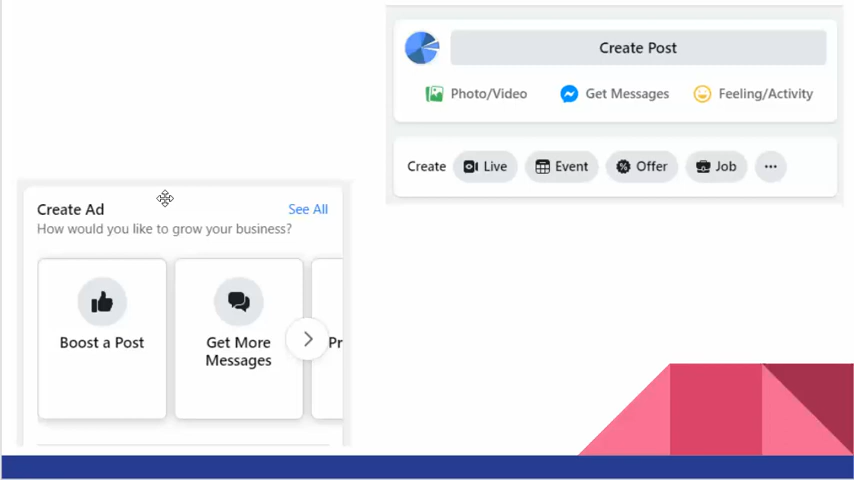 Create Post
Photo/Video Get Messages Feeling/Activity
Create Live Event Offer Job
Create Ad See All
How would you like to grow your business?
Boost a Post
Get More
Messages
Pr